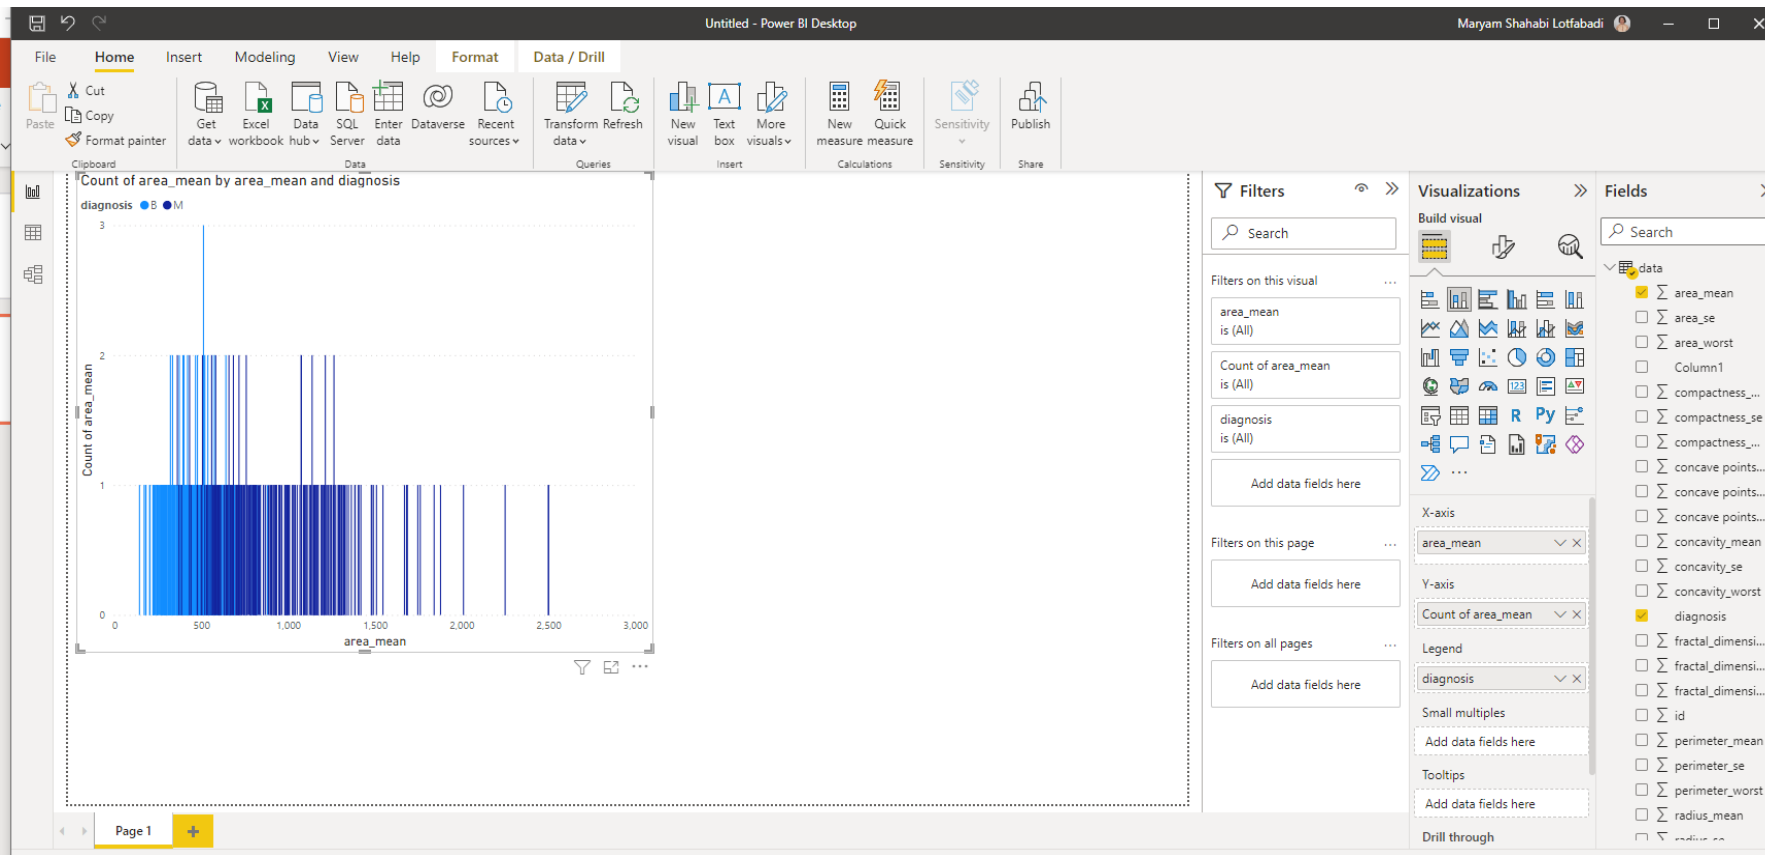 Untitled - Power BI Desktop
Maryam Shahabi Lotfabadi
File Home Insert Modeling View Help Format Data / Drill
Paste
Cut
Copy
Format painter
Clipboard
Get data
Excel workbook
Data hub
SQL Server
Enter data
Dataverse
Recent sources
Data
Transform data
Refresh
Queries
New visual
Text box
More visuals
Insert
New measure
Quick measure
Calculations
Sensitivity
Sensitivity
Publish
Share
Count of area_mean by area_mean and diagnosis
diagnosis B M
3
2
1
0
Count of area_mean
0 500 1,000 1,500 2,000 2,500 3,000
area_mean
Filters
Search
Filters on this visual
area_mean
is (All)
Count of area_mean
is (All)
diagnosis
is (All)
Add data fields here
Filters on this page
Add data fields here
Filters on all pages
Add data fields here
Visualizations
Build visual
123
R Py
X-axis
area_mean
Y-axis
Count of area_mean
Legend
diagnosis
Small multiples
Add data fields here
Tooltips
Add data fields here
Drill through
Fields
Search
data
area_mean
area_se
area_worst
Column1
compactness_...
compactness_se
compactness_...
concave points...
concave points...
concave points...
concavity_mean
concavity_se
concavity_worst
diagnosis
fractal_dimensi...
fractal_dimensi...
fractal_dimensi...
id
perimeter_mean
perimeter_se
perimeter_worst
radius_mean
Page 1